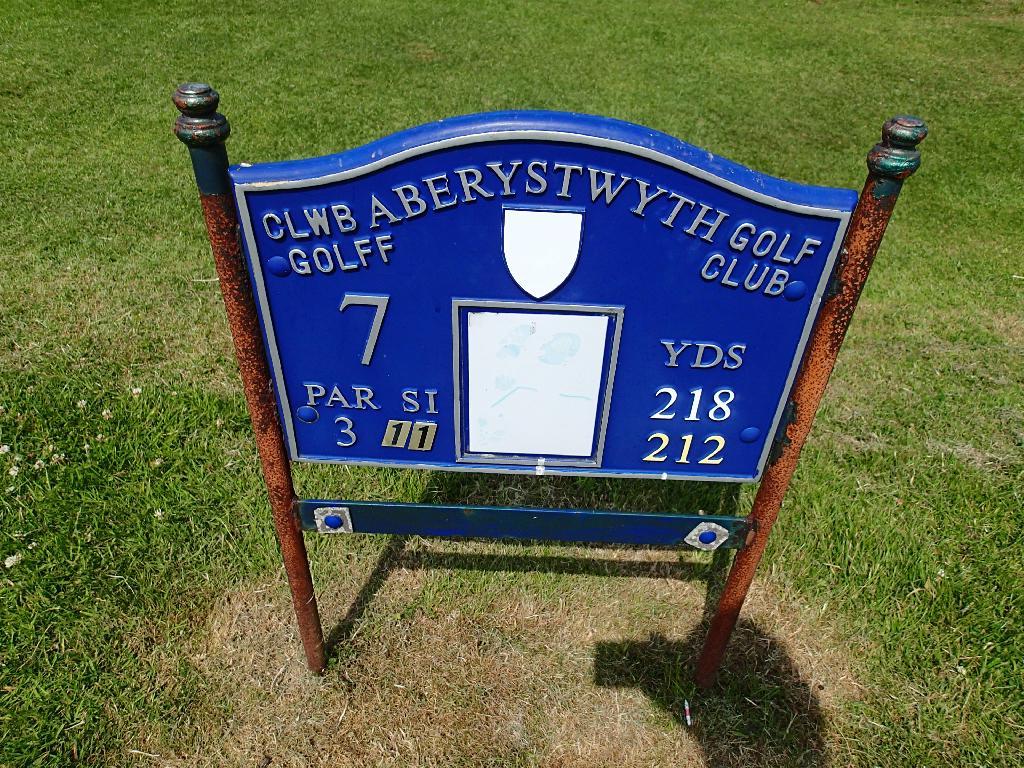 CLWB ABERYSTWYTH GOLF
GOLFF CLUB
7
YDS
PAR SI 218
3 11 212